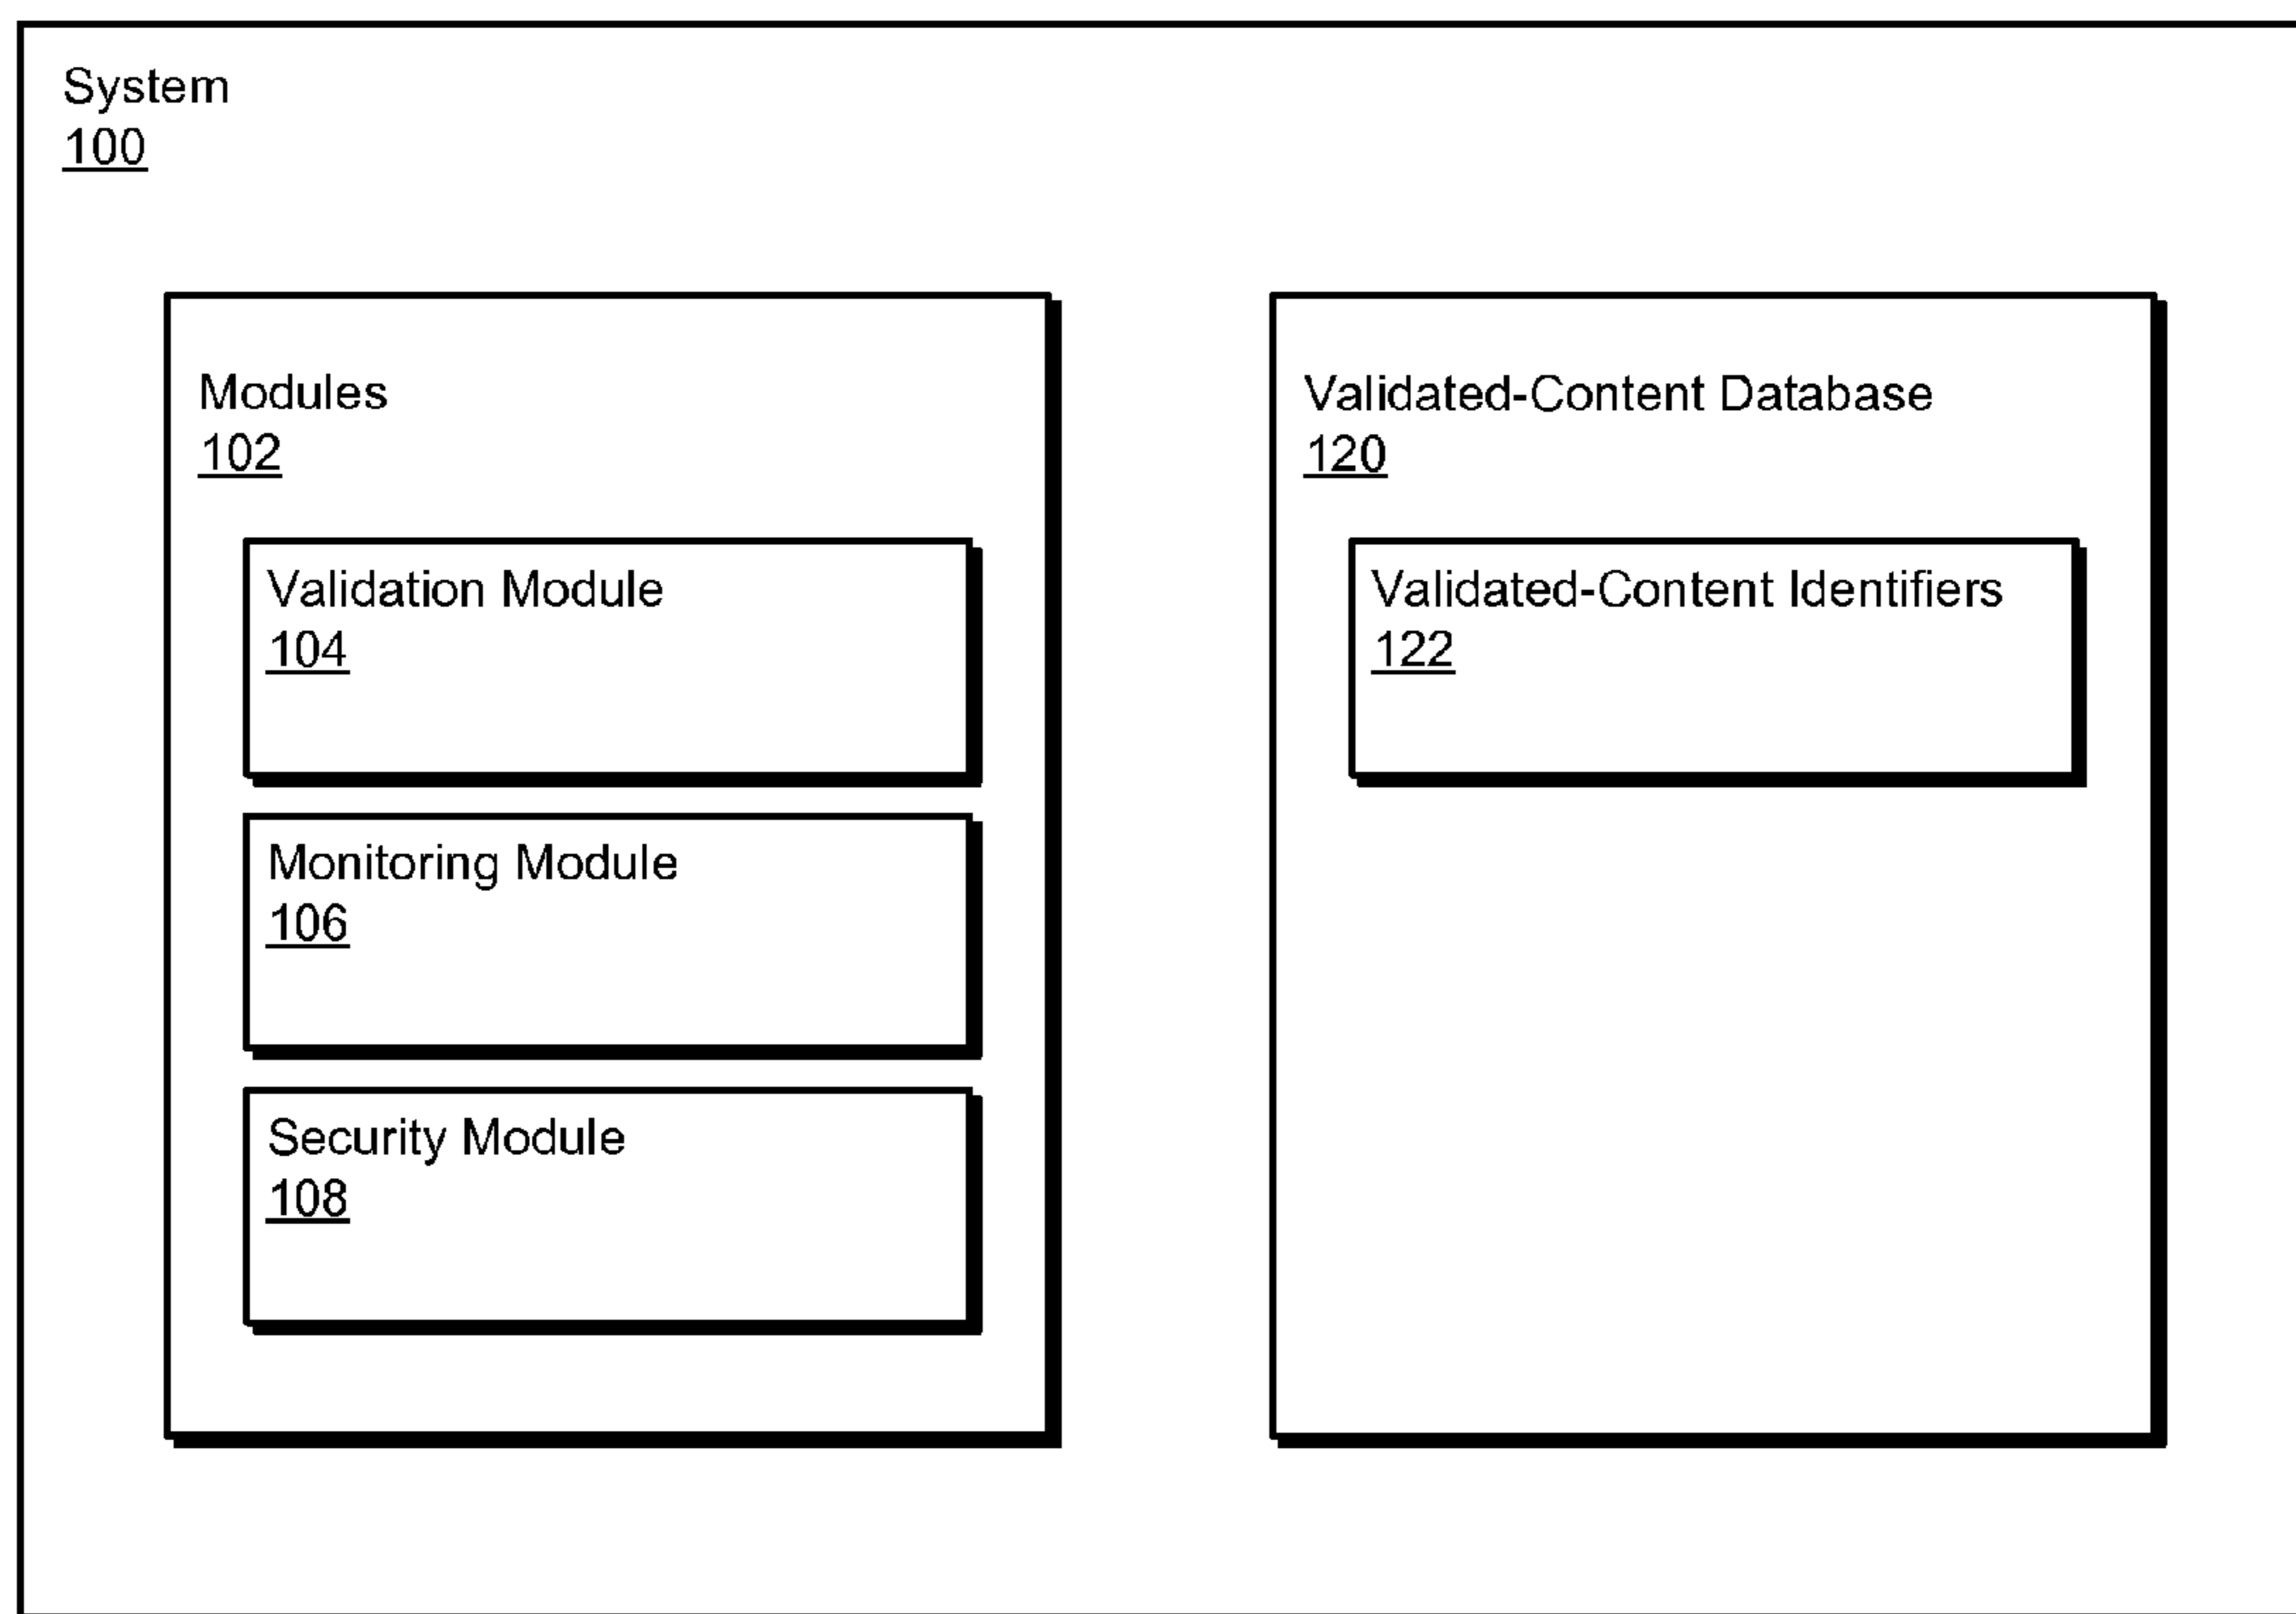 System
100
Modules
102
Validation Module
104
Monitoring Module
106
Security Module
108
Validated-Content Database
120
Validated-Content Identifiers
122